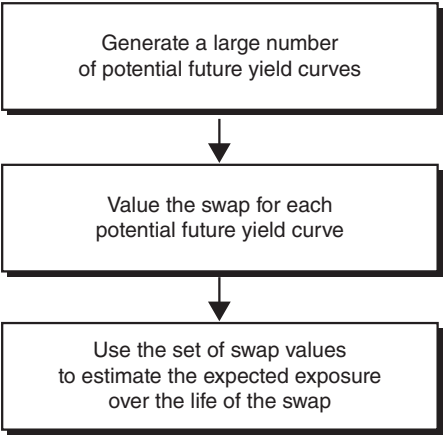 Generate a large number
of potential future yield curves
Value the swap for each
potential future yield curve
Use the set of swap values
to estimate the expected exposure
over the life of the swap